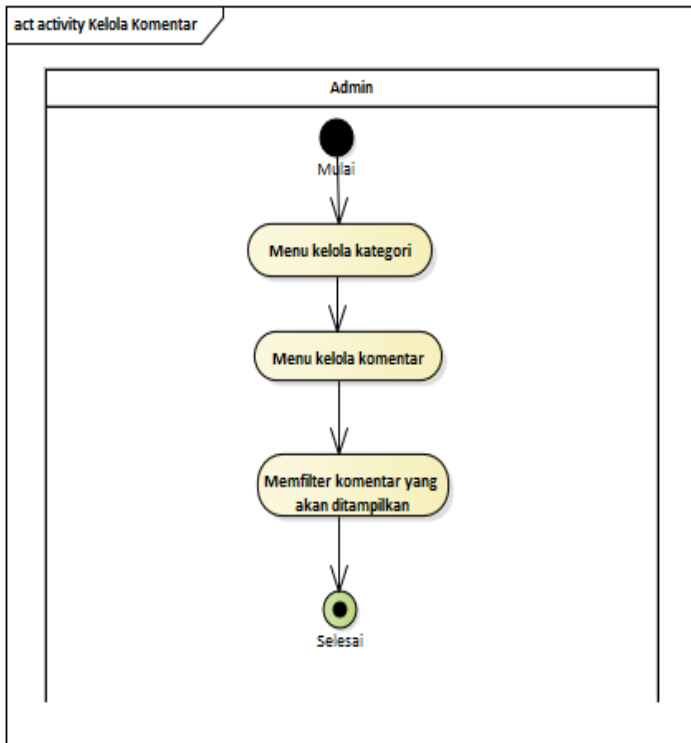 act activity Kelola Komentar
Admin
Mulai
Menu kelola kategori
Menu kelola komentar
Memfilter komentar yang
akan ditampilkan
Selesai